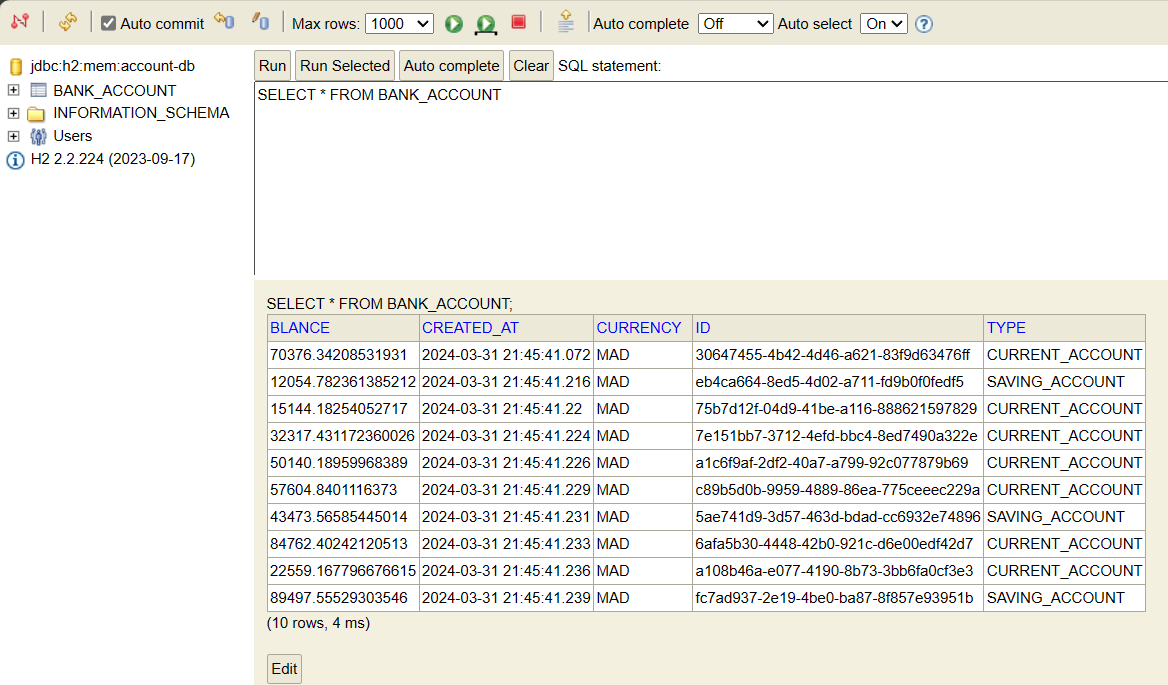 Auto commit Max rows: 1000 Auto complete Off Auto select On
jdbc:h2:mem:account-db
BANK_ACCOUNT
INFORMATION_SCHEMA
Users
H2 2.2.224 (2023-09-17)
Run Run Selected Auto complete Clear SQL statement:
SELECT * FROM BANK_ACCOUNT
SELECT * FROM BANK_ACCOUNT;
BLANCE CREATED_AT CURRENCY ID TYPE
70376.34208531931 2024-03-31 21:45:41.072 MAD 30647455-4b42-4d46-a621-83f9d63476ff CURRENT_ACCOUNT
12054.782361385212 2024-03-31 21:45:41.216 MAD eb4ca664-8ed5-4d02-a711-fd9b0f0fedf5 SAVING_ACCOUNT
15144.18254052717 2024-03-31 21:45:41.22 MAD 75b7d12f-04d9-41be-a116-888621597829 CURRENT_ACCOUNT
32317.431172360026 2024-03-31 21:45:41.224 MAD 7e151bb7-3712-4efd-bbc4-8ed7490a322e CURRENT_ACCOUNT
50140.18959968389 2024-03-31 21:45:41.226 MAD a1c6f9af-2df2-40a7-a799-92c077879b69 CURRENT_ACCOUNT
57604.8401116373 2024-03-31 21:45:41.229 MAD c89b5d0b-9959-4889-86ea-775ceeec229a CURRENT_ACCOUNT
43473.56585445014 2024-03-31 21:45:41.231 MAD 5ae741d9-3d57-463d-bdad-cc6932e74896 SAVING_ACCOUNT
84762.40242120513 2024-03-31 21:45:41.233 MAD 6afa5b30-4448-42b0-921c-d6e00edf42d7 CURRENT_ACCOUNT
22559.167796676615 2024-03-31 21:45:41.236 MAD a108b46a-e077-4190-8b73-3bb6fa0cf3e3 CURRENT_ACCOUNT
89497.55529303546 2024-03-31 21:45:41.239 MAD fc7ad937-2e19-4be0-ba87-8f857e93951b SAVING_ACCOUNT
(10 rows, 4 ms)
Edit